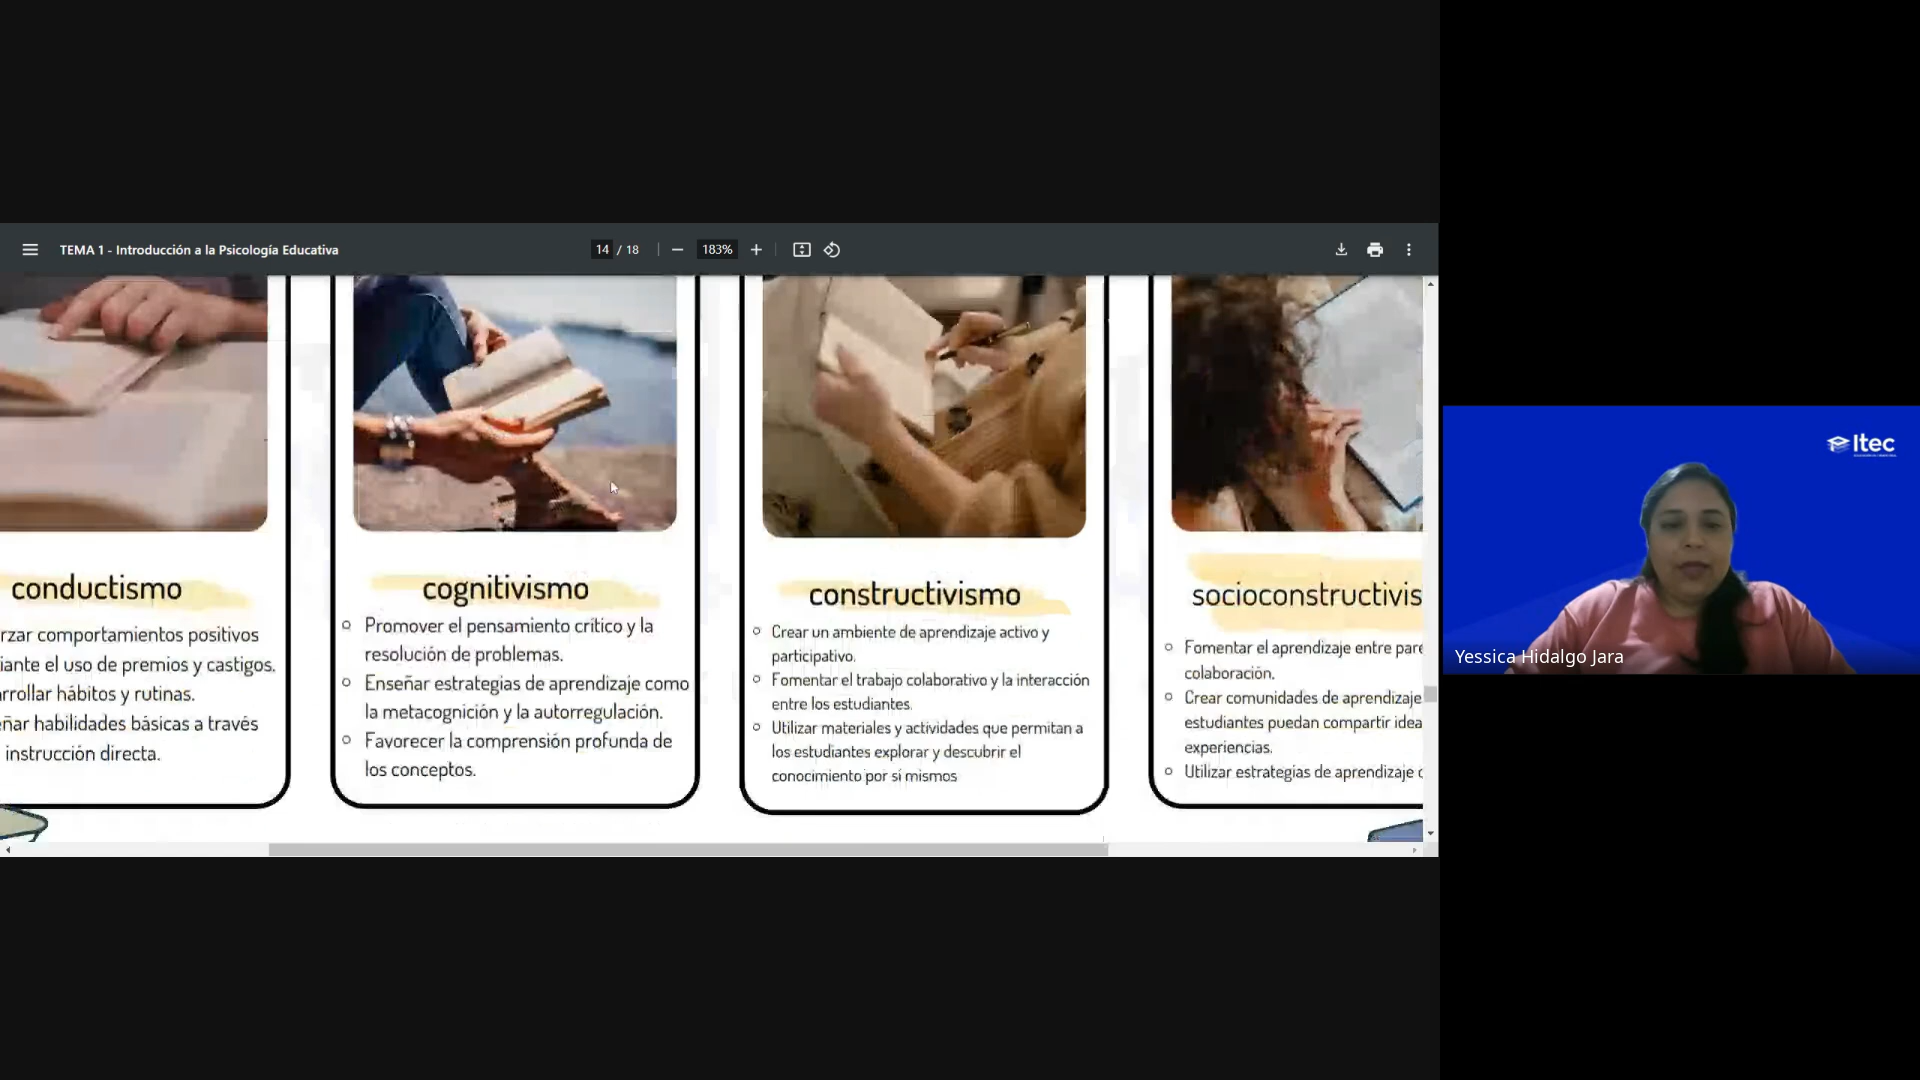 TEMA 1 - Introducción a la Psicología Educativa
14 / 18
183%
conductismo
rzar comportamientos positivos
iante el uso de premios y castigos.
rrollar hábitos y rutinas.
ñar habilidades básicas a través
instrucción directa.
cognitivismo
Promover el pensamiento crítico y la
resolución de problemas.
Enseñar estrategias de aprendizaje como
la metacognición y la autorregulación.
Favorecer la comprensión profunda de
los conceptos.
constructivismo
Crear un ambiente de aprendizaje activo y
participativo.
Fomentar el trabajo colaborativo y la interacción
entre los estudiantes.
Utilizar materiales y actividades que permitan a
los estudiantes explorar y descubrir el
conocimiento por sí mismos
socioconstructivis
Fomentar el aprendizaje entre pare
colaboración.
Crear comunidades de aprendizaje
estudiantes puedan compartir idea
experiencias.
Utilizar estrategias de aprendizaje c
Itec
Yessica Hidalgo Jara